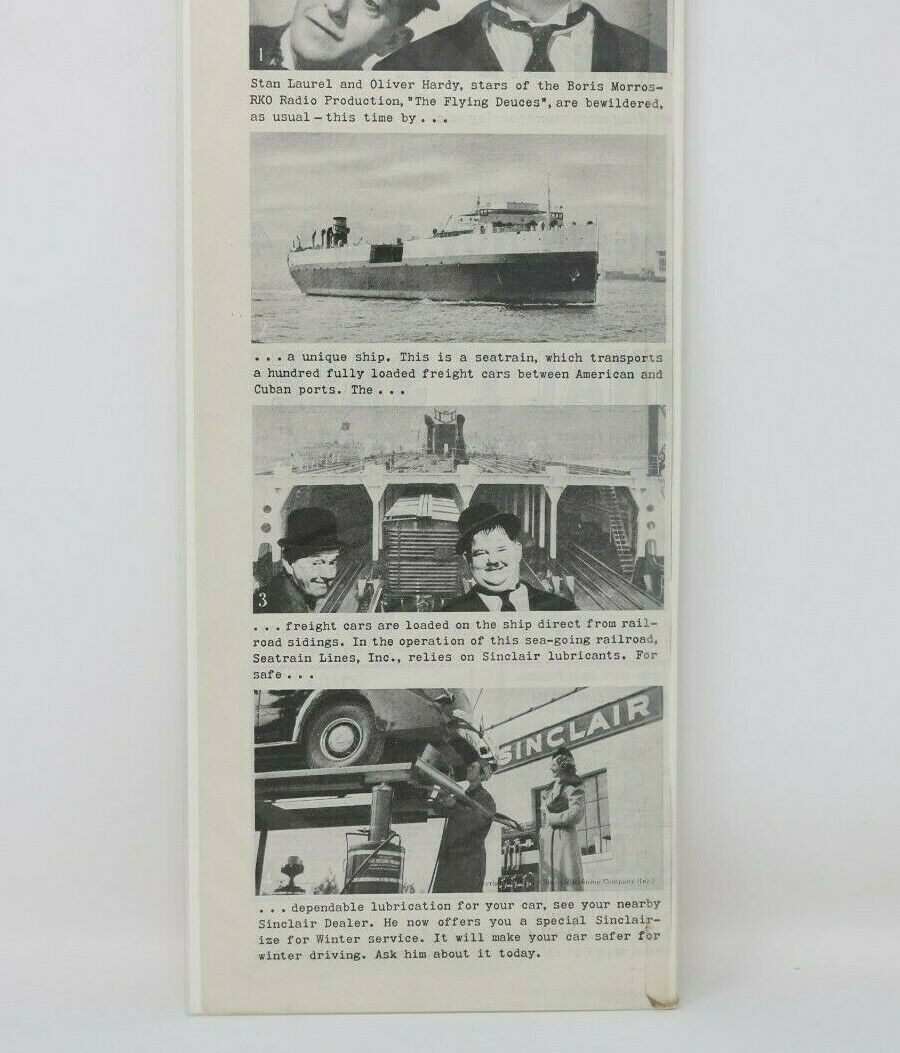 1
Stan Laurel and Oliver Hardy, stars of the Boris Morros-
RKO Radio Production, "The Flying Deuces", are bewildered,
as usual — this time by...
2
...a unique ship. This is a seatrain, which transports
a hundred fully loaded freight cars between American and
Cuban ports. The...
3
...freight cars are loaded on the ship direct from rail-
road sidings. In the operation of this sea-going railroad,
Seatrain Lines, Inc., relies on Sinclair lubricants. For
safe...
SINCLAIR
Refining Company (Inc.)
...dependable lubrication for your car, see your nearby
Sinclair Dealer. He now offers you a special Sinclair-
ize for Winter service. It will make your car safer for
winter driving. Ask him about it today.